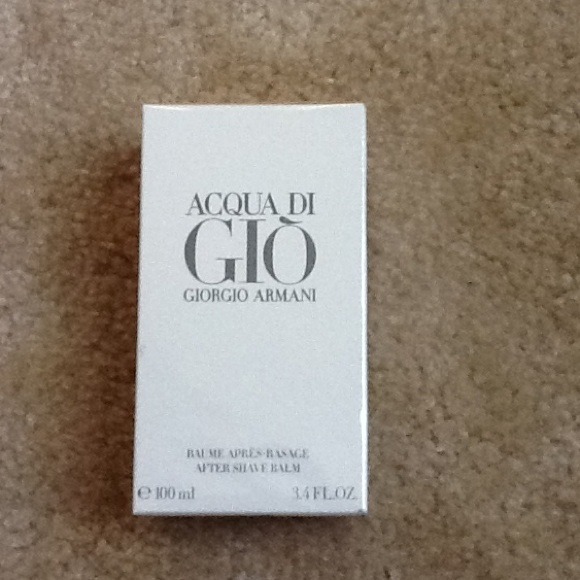 ACQUA DI
GIÒ
GIORGIO ARMANI
BAUME APRÈS-RASAGE
AFTER SHAVE BALM
℮ 100 ml 3.4 FL.OZ.